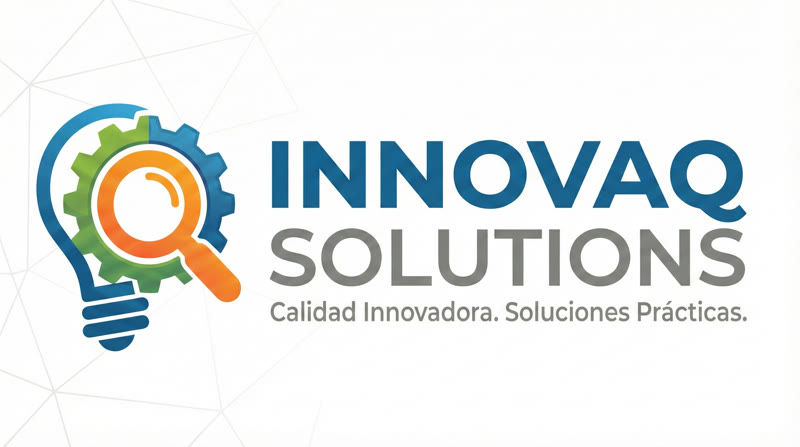 INNOVAQ
SOLUTIONS
Calidad Innovadora. Soluciones Prácticas.